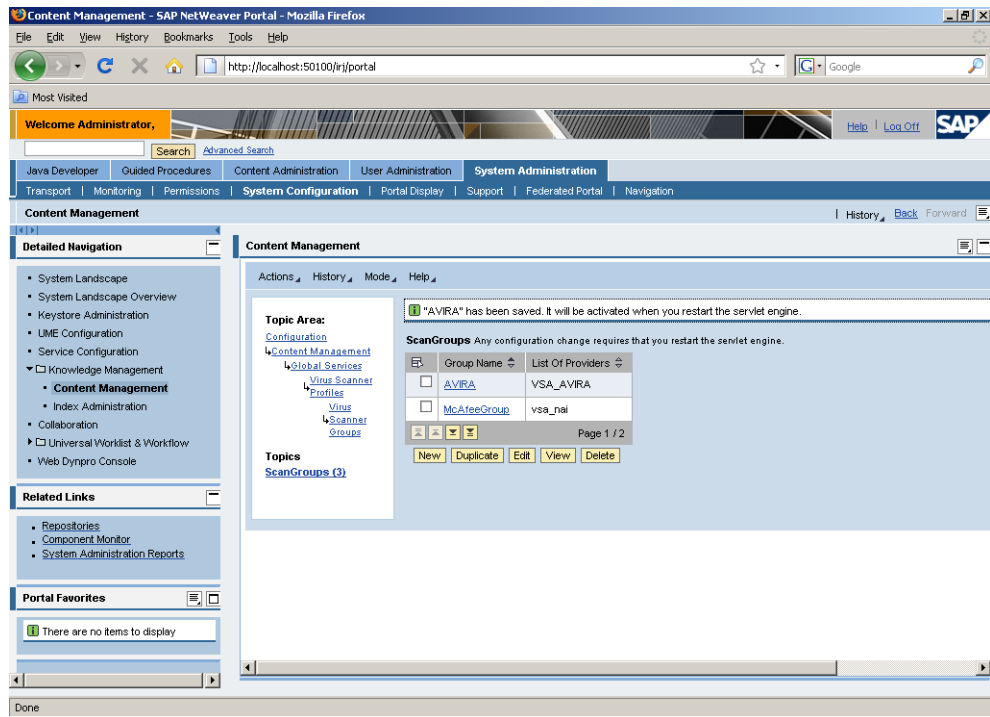 Content Management - SAP NetWeaver Portal - Mozilla Firefox
File Edit View History Bookmarks Tools Help
http://localhost:50100/irj/portal
G Google
Most Visited
Welcome Administrator,
Help Log Off SAP
Search Advanced Search
Java Developer Guided Procedures Content Administration User Administration System Administration
Transport | Monitoring | Permissions | System Configuration | Portal Display | Support | Federated Portal | Navigation
Content Management
| History Back Forward
Detailed Navigation
System Landscape
System Landscape Overview
Keystore Administration
UME Configuration
Service Configuration
Knowledge Management
Content Management
Index Administration
Collaboration
Universal Worklist & Workflow
Web Dynpro Console
Related Links
Repositories
Component Monitor
System Administration Reports
Portal Favorites
There are no items to display
Content Management
Actions History Mode Help
Topic Area:
Configuration
Content Management
Global Services
Virus Scanner
Profiles
Virus
Scanner
Groups
Topics
ScanGroups (3)
"AVIRA" has been saved. It will be activated when you restart the servlet engine.
ScanGroups Any configuration change requires that you restart the servlet engine.
Group Name List Of Providers
AVIRA VSA_AVIRA
McAfeeGroup vsa_nai
Page 1 / 2
New Duplicate Edit View Delete
Done